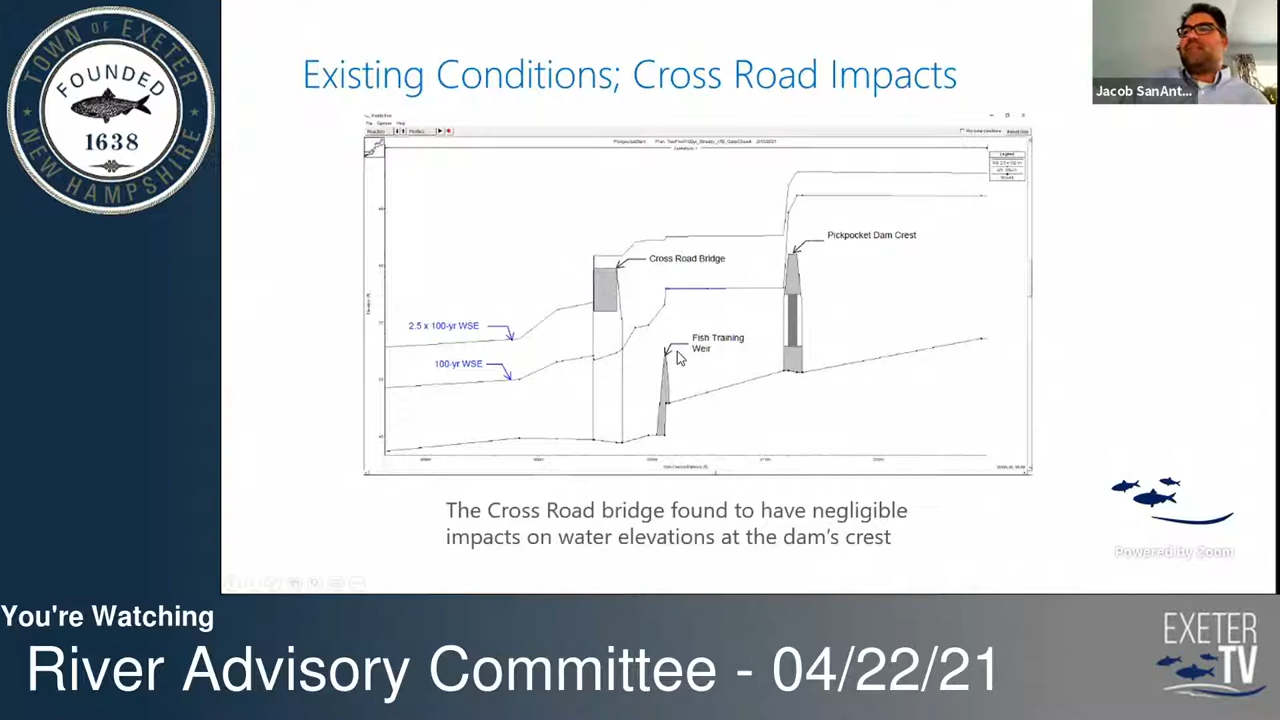 TOWN OF EXETER
FOUNDED
1638
NEW HAMPSHIRE
Existing Conditions; Cross Road Impacts
Jacob SanAnt...
Pickpocket Dam Crest
Cross Road Bridge
2.5 x 100-yr WSE
Fish Training
Weir
100-yr WSE
The Cross Road bridge found to have negligible
impacts on water elevations at the dam's crest
Powered by Zoom
You're Watching
River Advisory Committee - 04/22/21
EXETER
TV